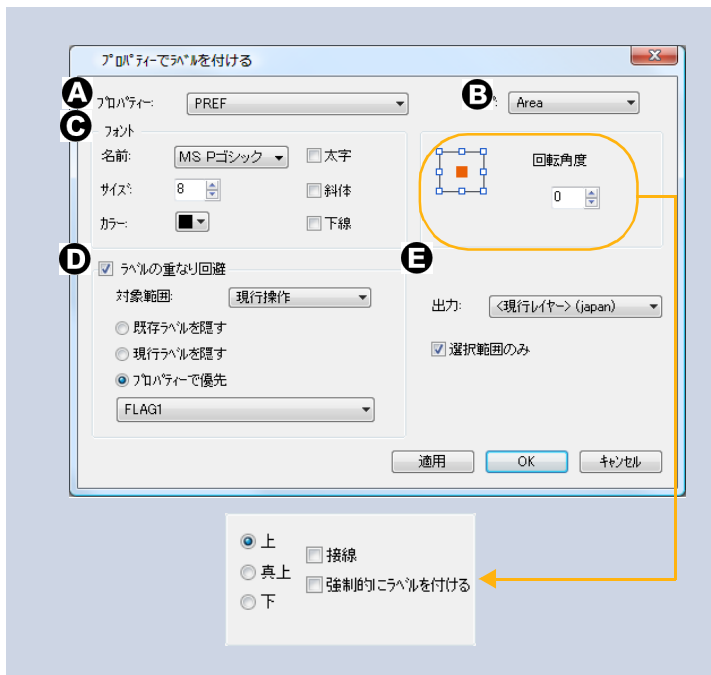 ﾌﾟﾛﾊﾟﾃｨｰでﾗﾍﾞﾙを付ける
A
ﾌﾟﾛﾊﾟﾃｨｰ:
PREF
B
Area
C
ﾌｫﾝﾄ
名前:
MS Pゴシック
太字
ｻｲｽﾞ:
8
斜体
ｶﾗｰ:
下線
回転角度
0
D
ﾗﾍﾞﾙの重なり回避
対象範囲:
現行操作
既存ﾗﾍﾞﾙを隠す
現行ﾗﾍﾞﾙを隠す
ﾌﾟﾛﾊﾟﾃｨｰで優先
FLAG1
E
出力:
<現行ﾚｲﾔｰ> (japan)
選択範囲のみ
適用
OK
ｷｬﾝｾﾙ
上
真上
下
接線
強制的にﾗﾍﾞﾙを付ける